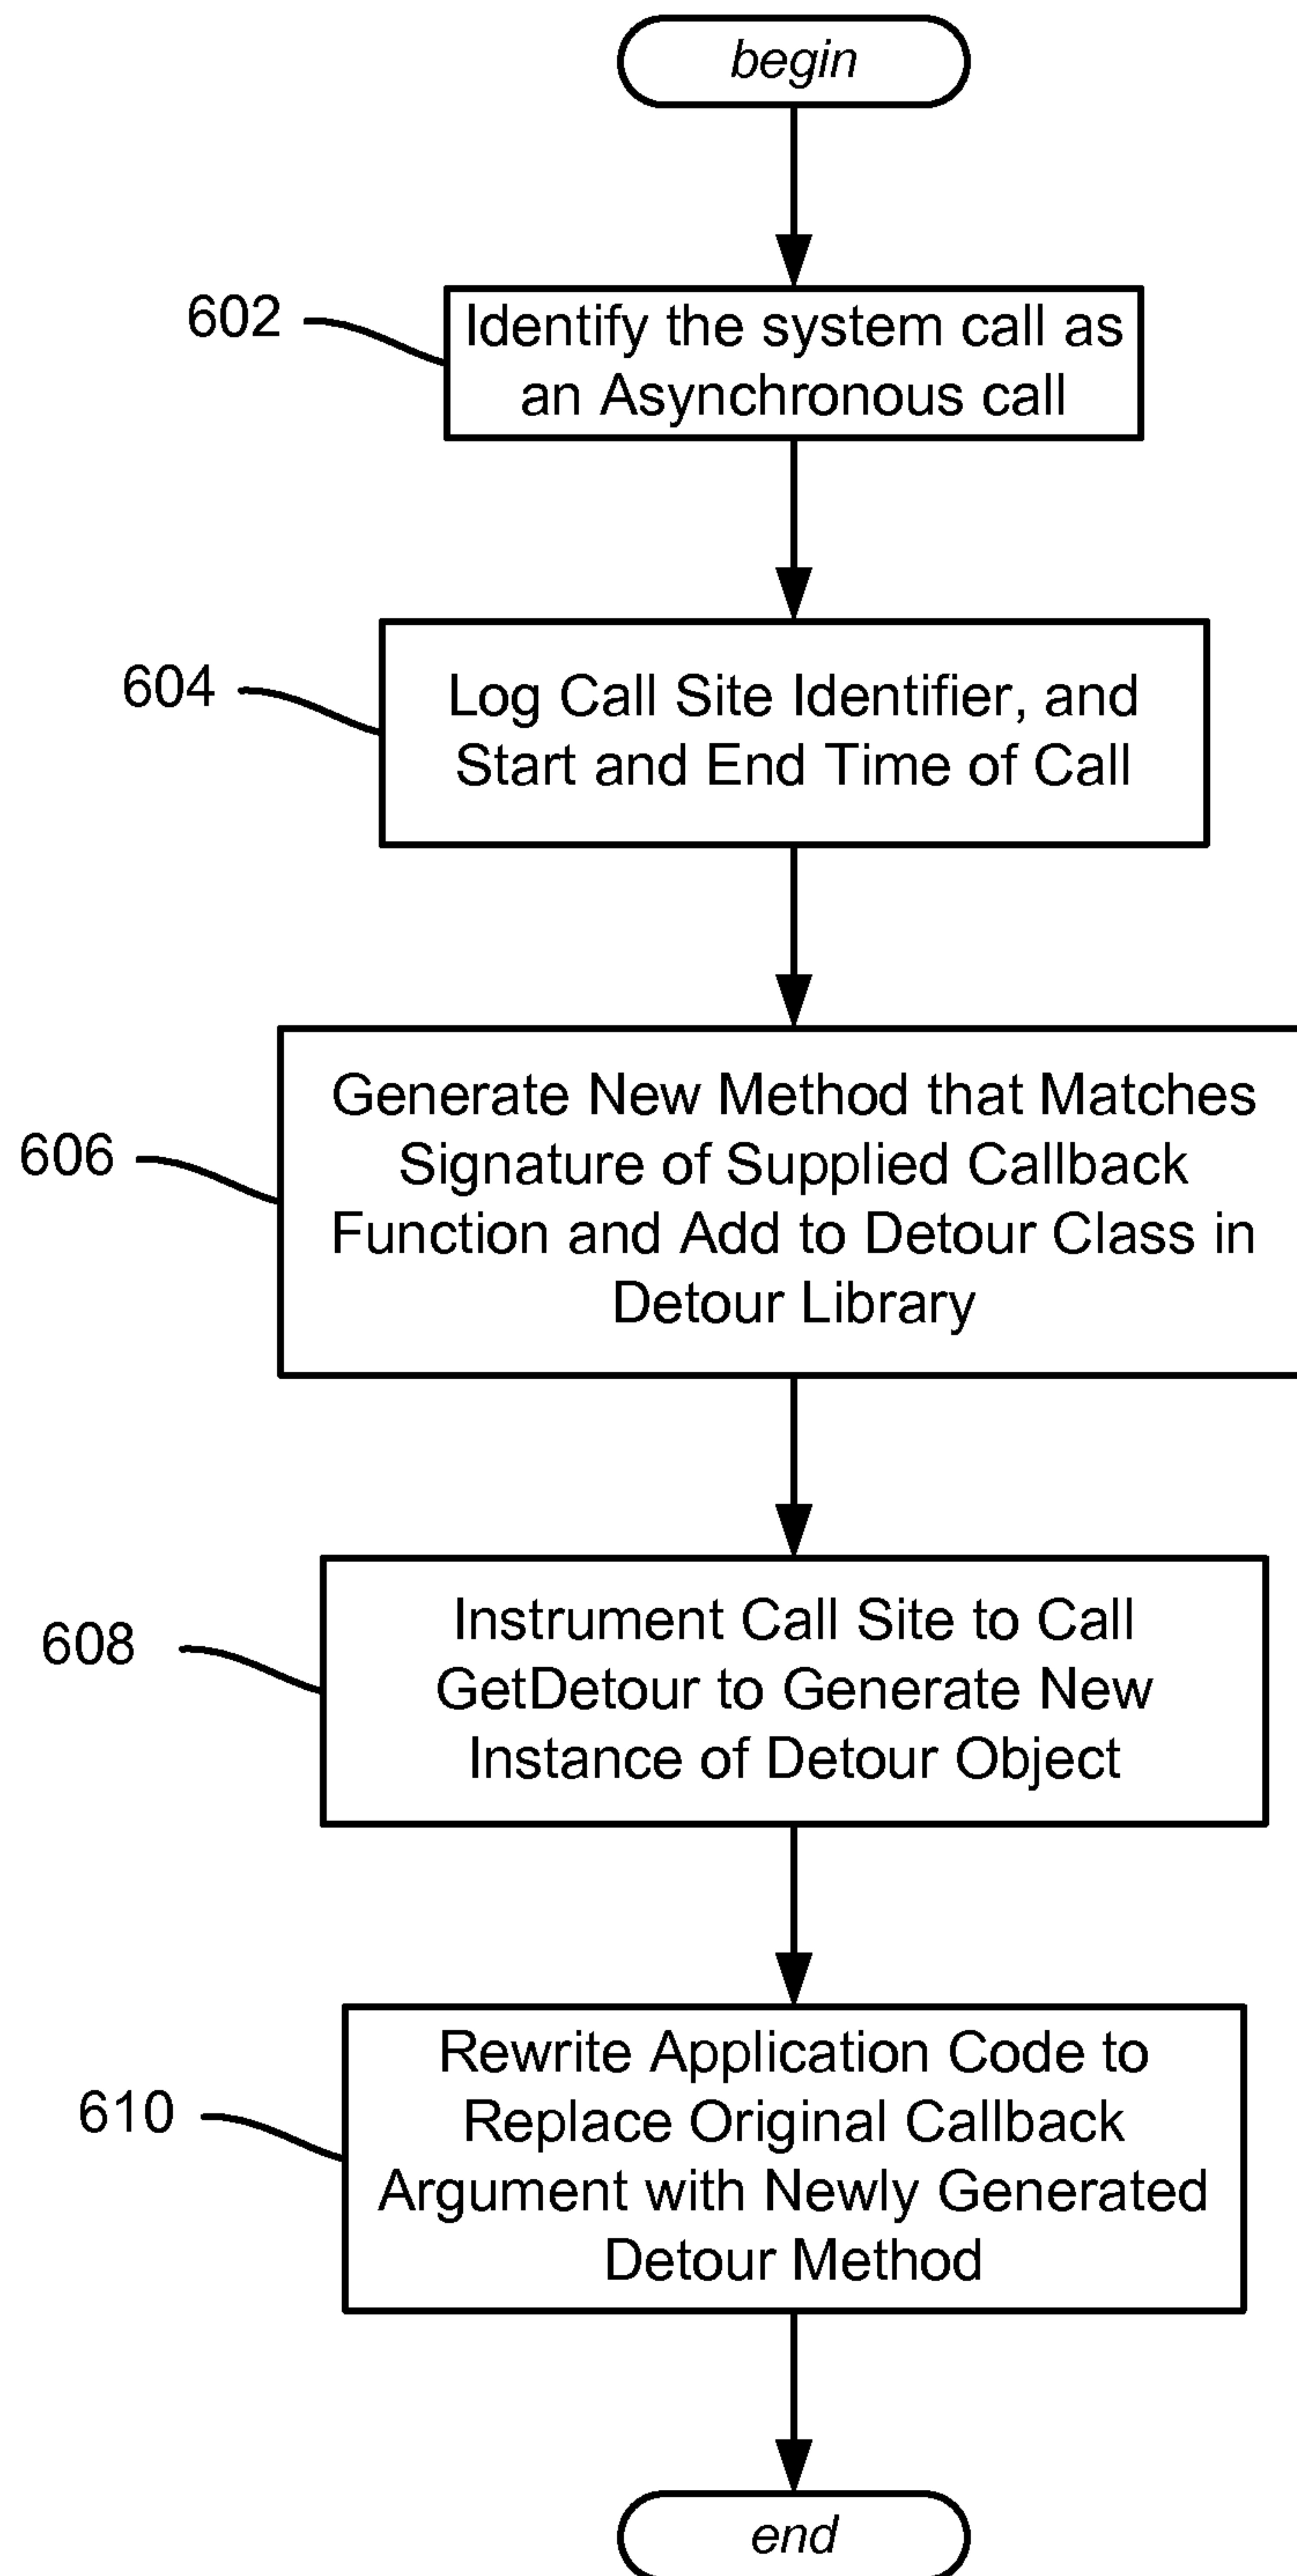 begin
602
Identify the system call as
an Asynchronous call
604
Log Call Site Identifier, and
Start and End Time of Call
606
Generate New Method that Matches
Signature of Supplied Callback
Function and Add to Detour Class in
Detour Library
608
Instrument Call Site to Call
GetDetour to Generate New
Instance of Detour Object
610
Rewrite Application Code to
Replace Original Callback
Argument with Newly Generated
Detour Method
end